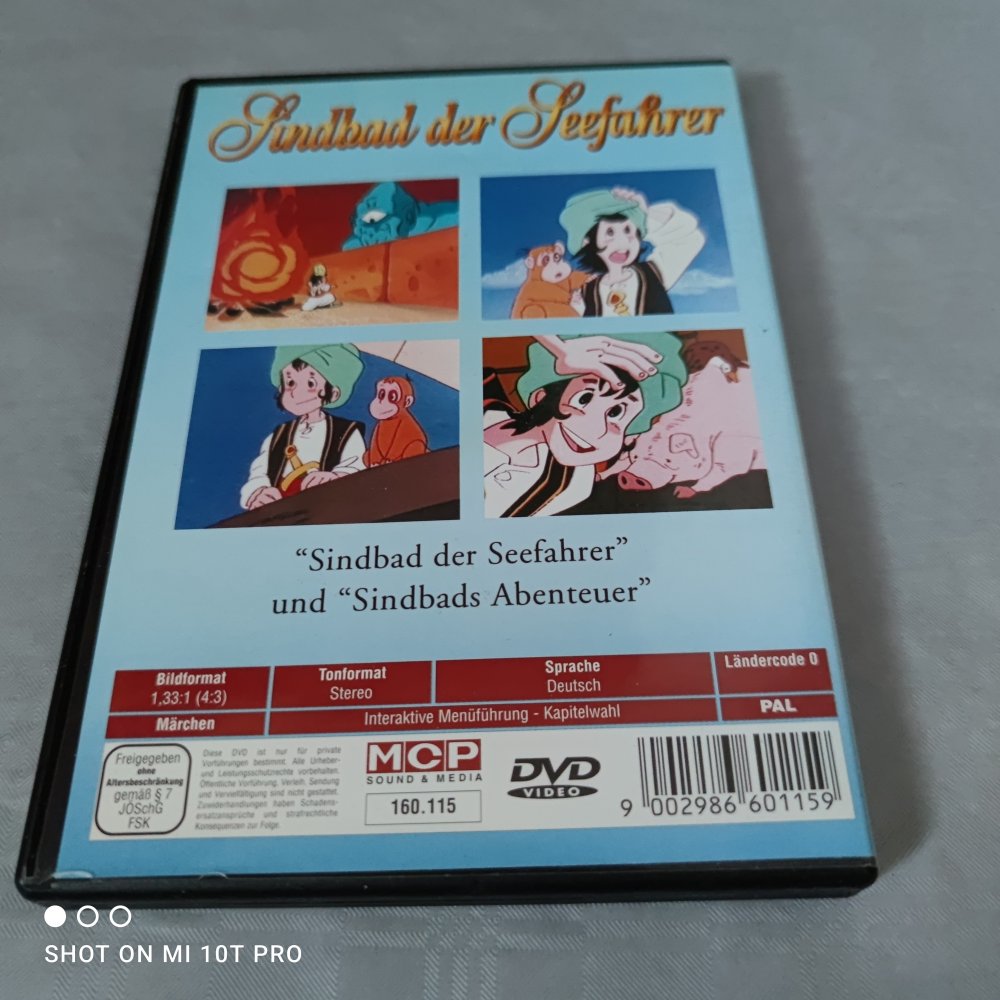 Sindbad der Seefahrer
“Sindbad der Seefahrer”
und “Sindbads Abenteuer”
Bildformat
1,33:1 (4:3)
Tonformat
Stereo
Sprache
Deutsch
Ländercode 0
Märchen
Interaktive Menüführung - Kapitelwahl
PAL
Freigegeben
ohne
Altersbeschränkung
gemäß § 7
JÖSchG
FSK
Diese DVD ist nur für private
Vorführungen bestimmt. Alle Urheber-
und Leistungsschutzrechte vorbehalten.
Öffentliche Vorführung, Verleih, Sendung
und Vervielfältigung sind nicht gestattet.
Zuwiderhandlungen haben Schadens-
ersatzansprüche und strafrechtliche
Konsequenzen zur Folge.
MCP
SOUND & MEDIA
160.115
DVD
VIDEO
9 002986 601159
SHOT ON MI 10T PRO